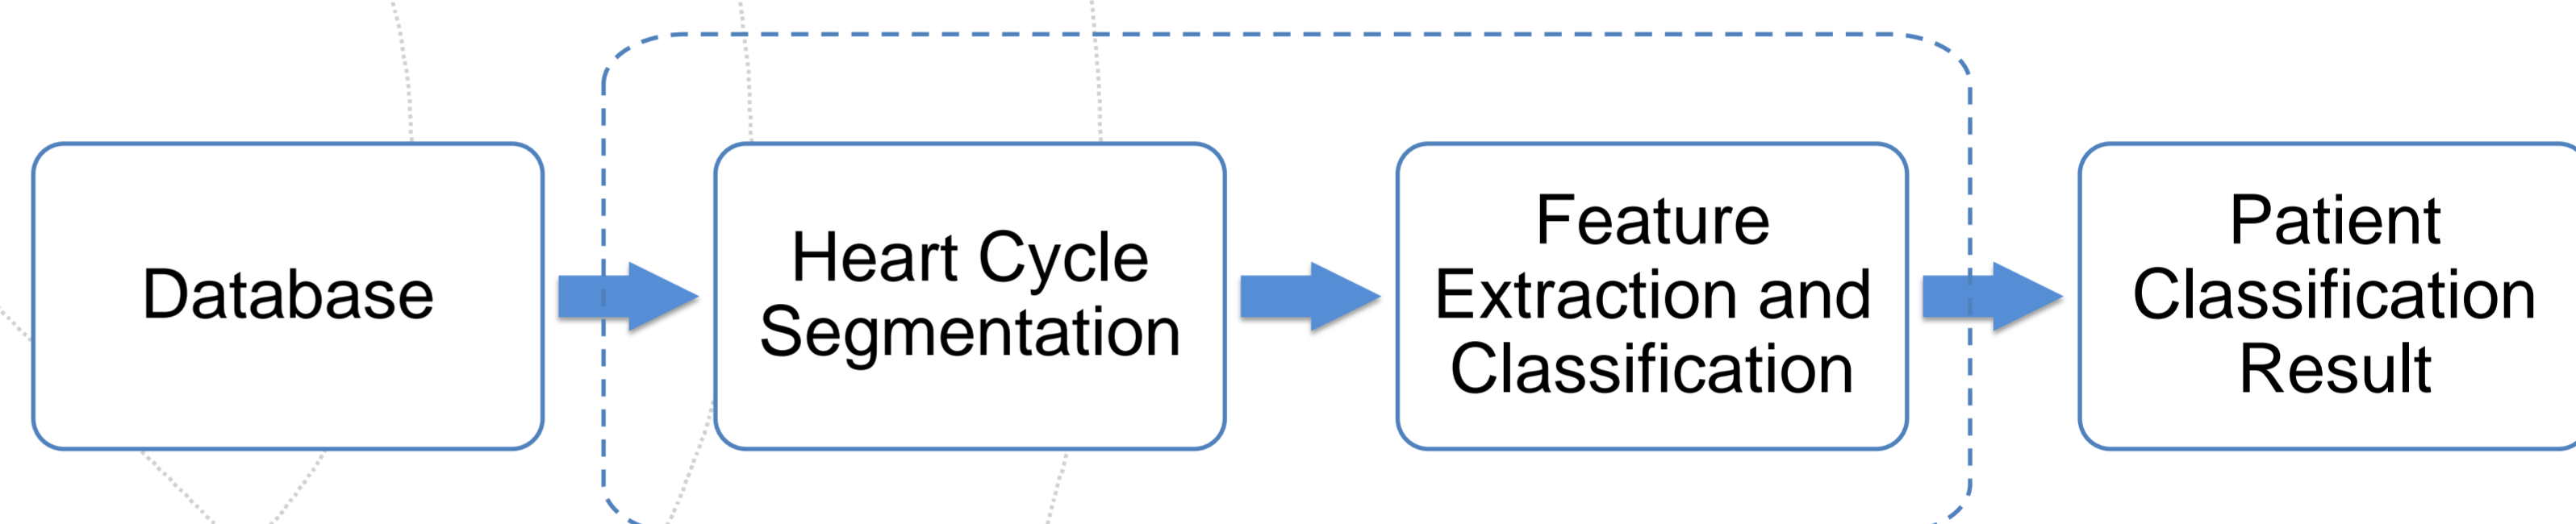 Database
Heart Cycle
Segmentation
Feature
Extraction and
Classification
Patient
Classification
Result